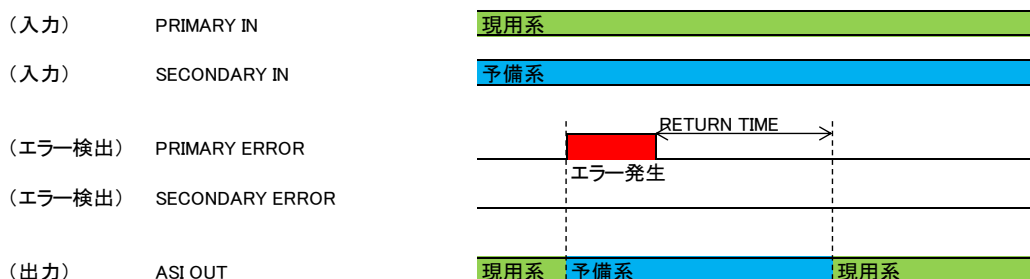 (入力) PRIMARY IN 現用系
(入力) SECONDARY IN 予備系
RETURN TIME
(エラー検出) PRIMARY ERROR
エラー発生
(エラー検出) SECONDARY ERROR
(出力) ASI OUT 現用系 予備系 現用系